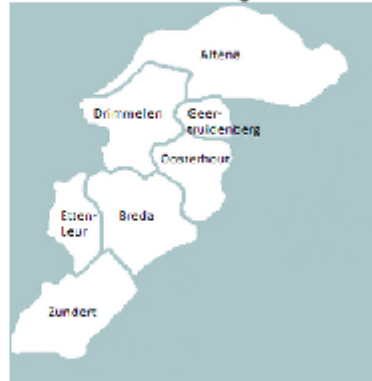 Altena
Drimmelen
Geer-
truidenberg
Oosterhout
Etten-
Leur
Breda
Zundert